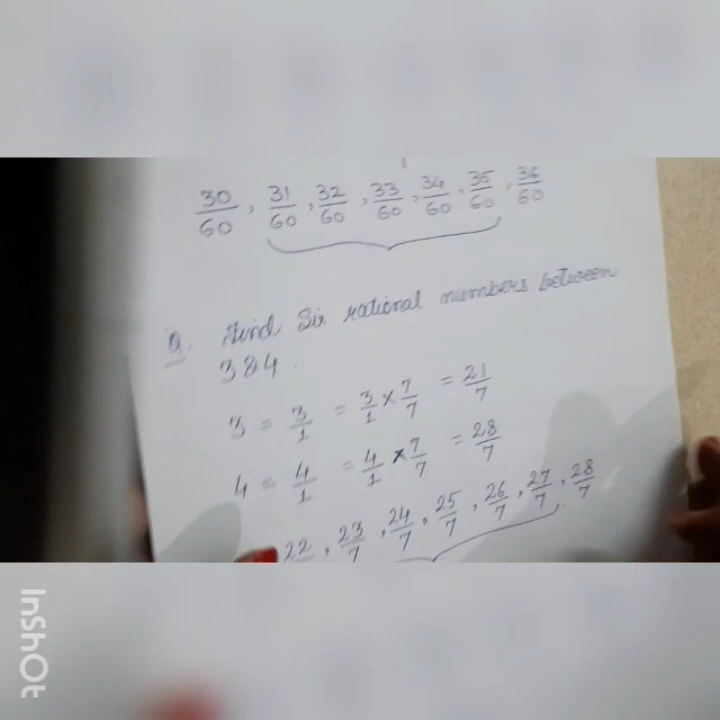 30/60, 31/60, 32/60, 33/60, 34/60, 35/60, 36/60
Q. Find Six rational numbers between
3 & 4.
3 = 3/1 = 3/1 × 7/7 = 21/7
4 = 4/1 = 4/1 × 7/7 = 28/7
22, 23/7, 24/7, 25/7, 26/7, 27/7, 28/7
InShOt